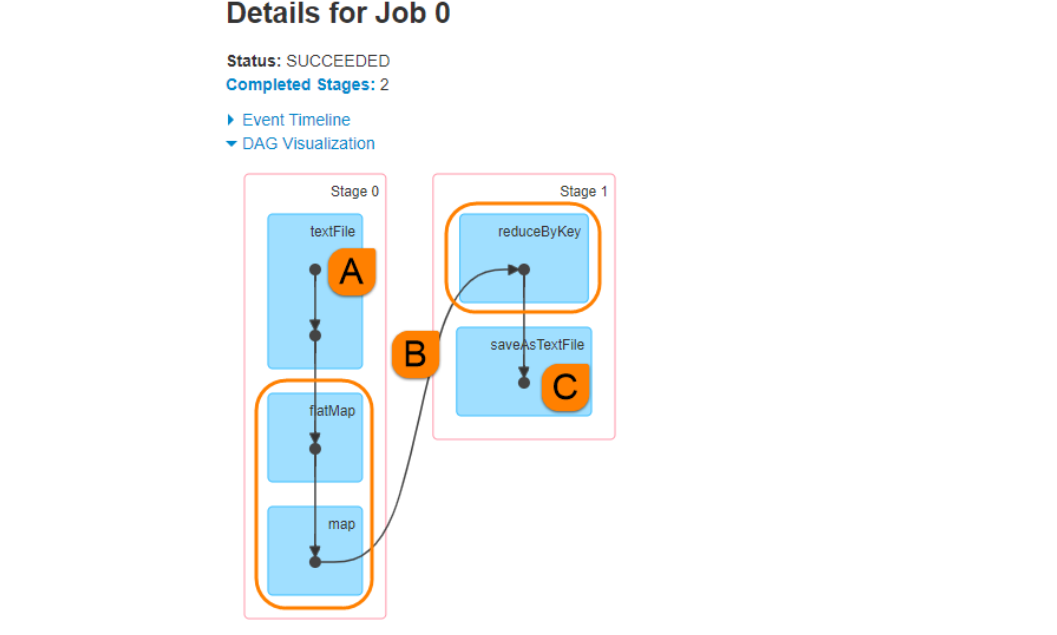 Details for Job 0
Status: SUCCEEDED
Completed Stages: 2
Event Timeline
DAG Visualization
Stage 0
textFile
A
flatMap
map
B
Stage 1
reduceByKey
saveAsTextFile
C